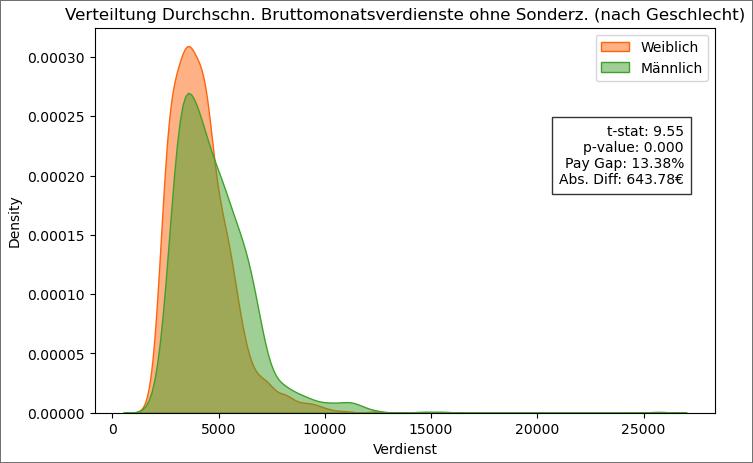 Verteiltung Durchschn. Bruttomonatsverdienste ohne Sonderz. (nach Geschlecht)
Weiblich
Männlich
t-stat: 9.55
p-value: 0.000
Pay Gap: 13.38%
Abs. Diff: 643.78€
Density
0.00030
0.00025
0.00020
0.00015
0.00010
0.00005
0.00000
0 5000 10000 15000 20000 25000
Verdienst